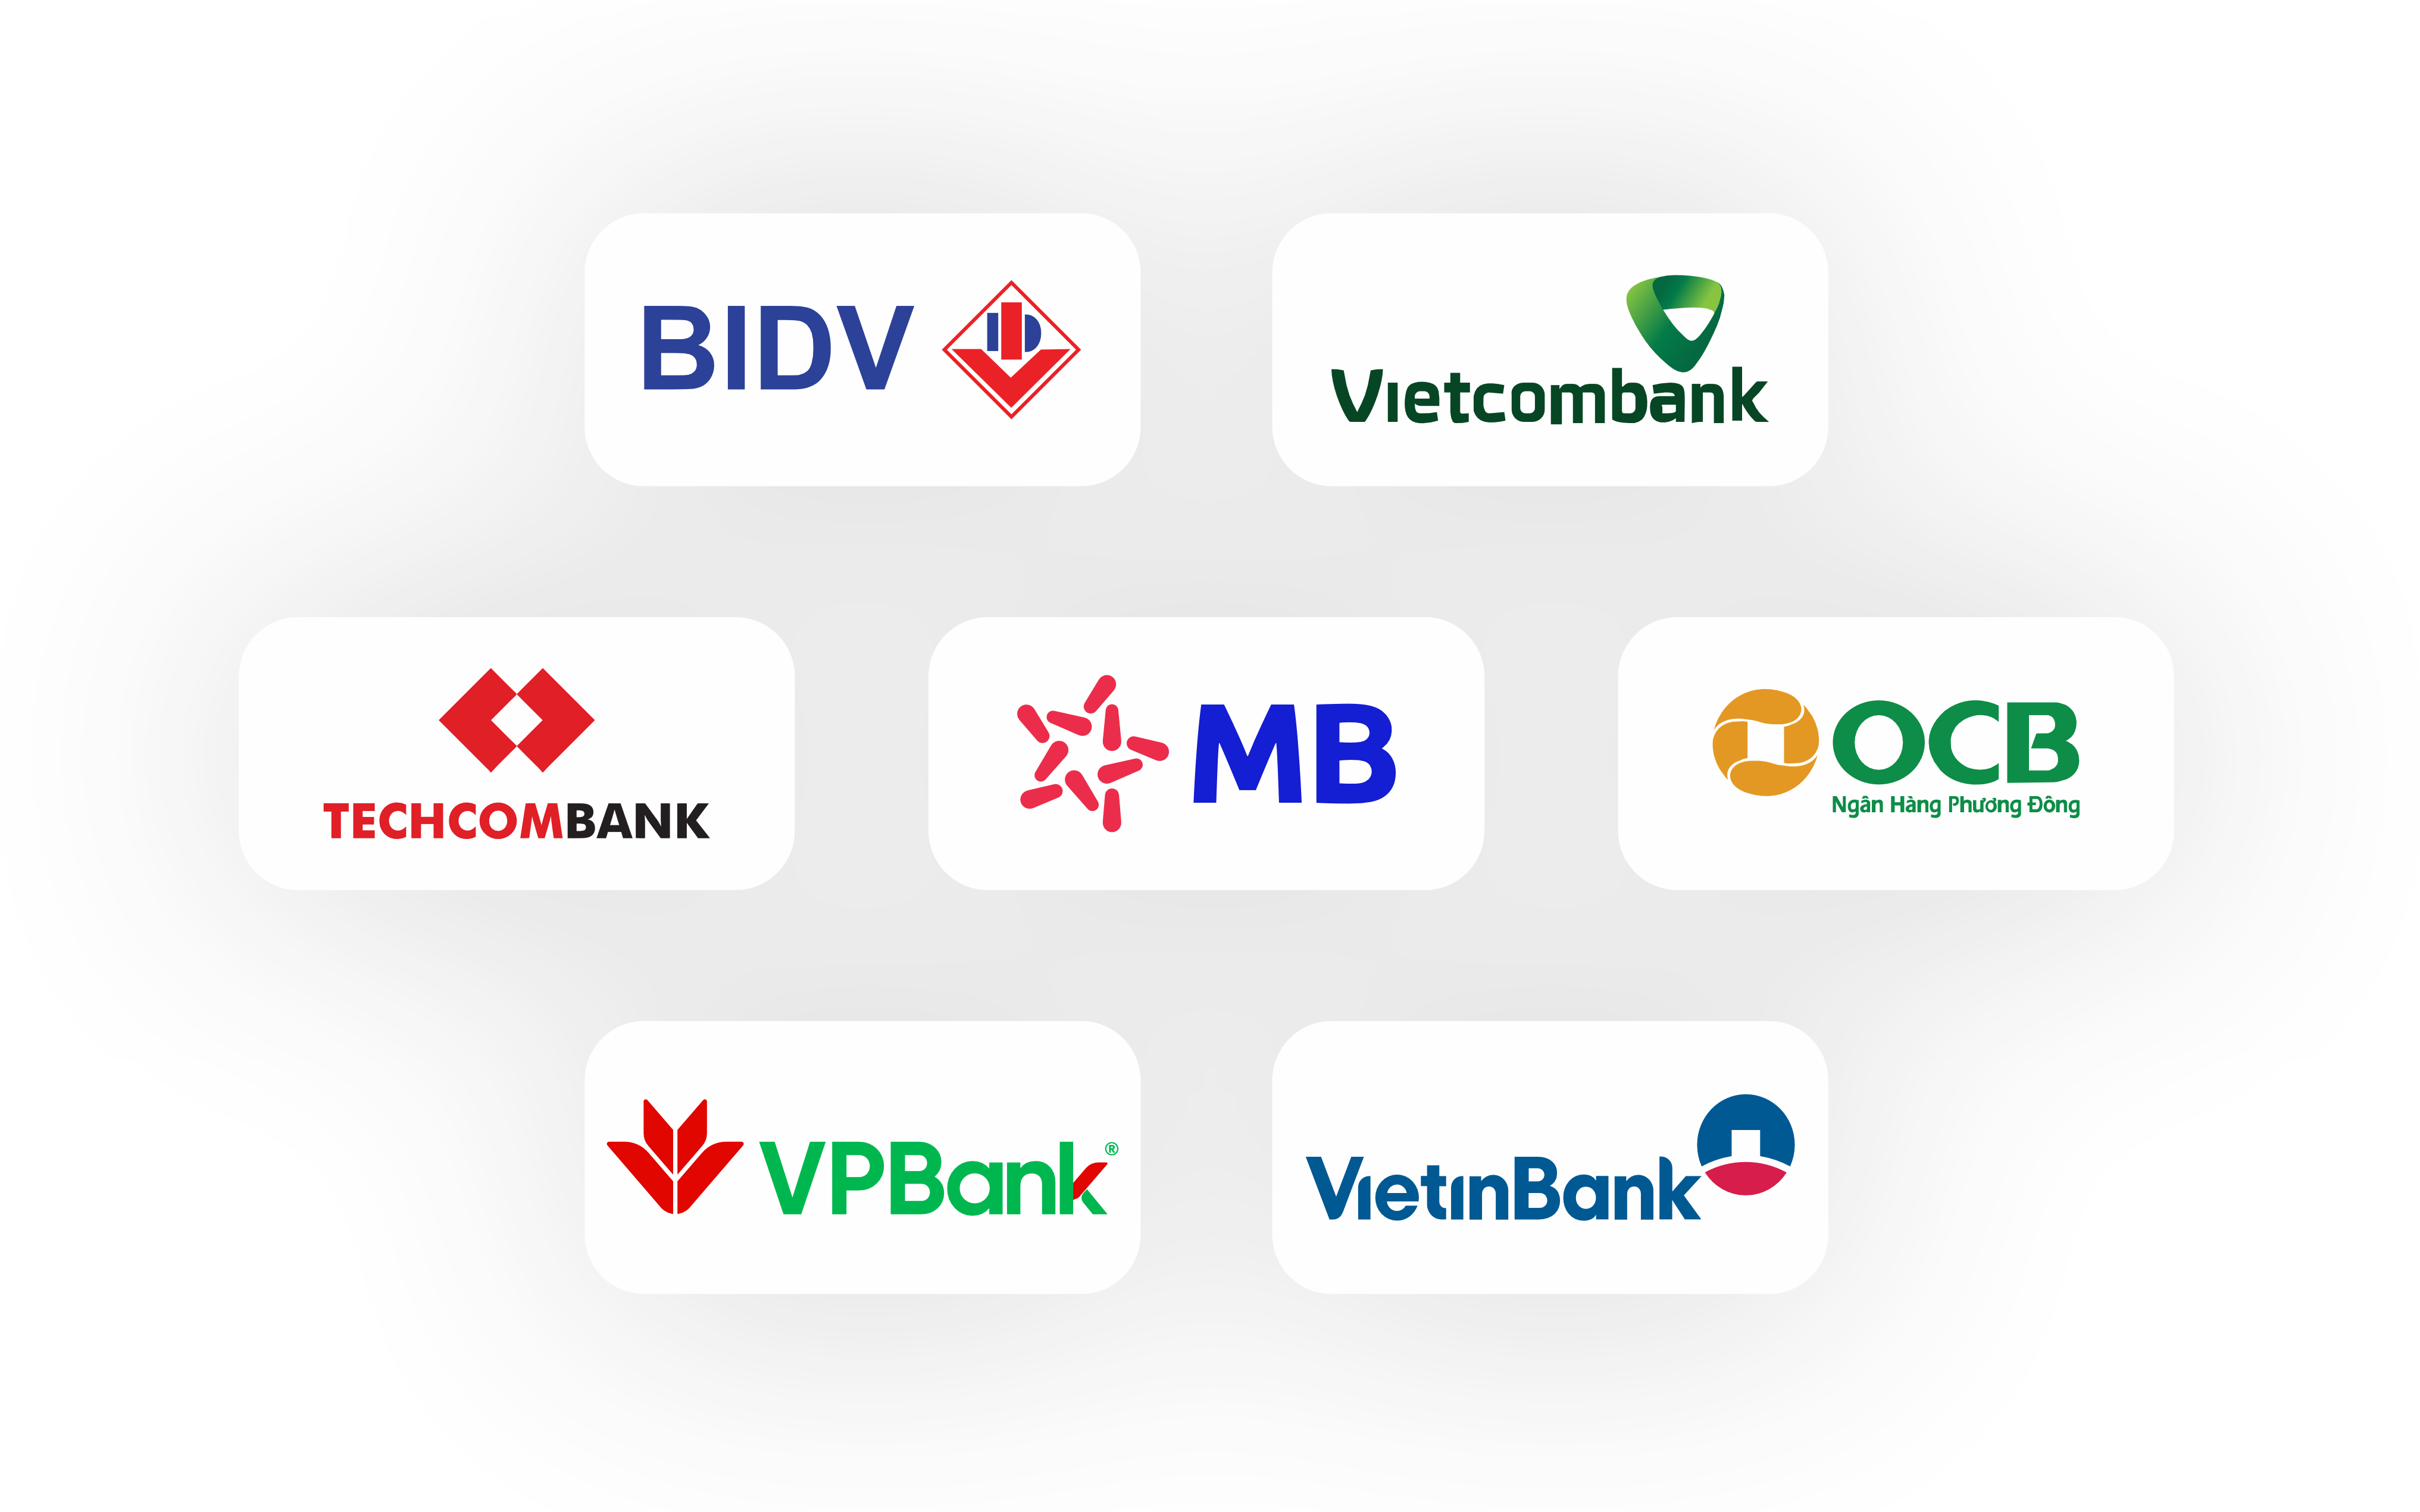 BIDV
Vietcombank
TECHCOMBANK
MB
OCB
Ngân Hàng Phương Đông
VPBank®
VietinBank